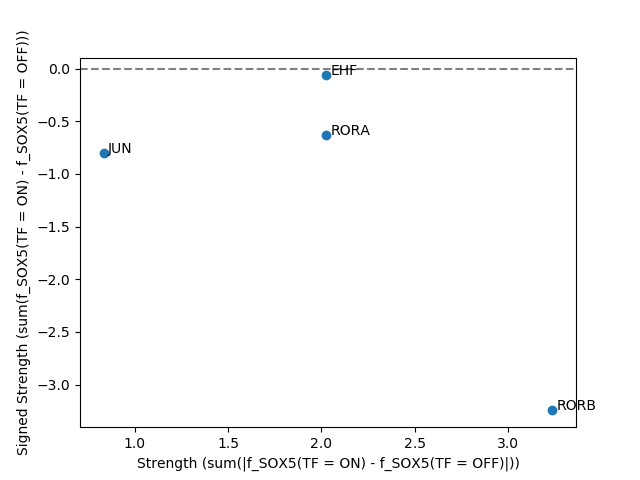 0.0
−0.5
−1.0
−1.5
−2.0
−2.5
−3.0
Signed Strength (sum(f_SOX5(TF = ON) - f_SOX5(TF = OFF)))
EHF
RORA
JUN
RORB
1.0
1.5
2.0
2.5
3.0
Strength (sum(|f_SOX5(TF = ON) - f_SOX5(TF = OFF)|))